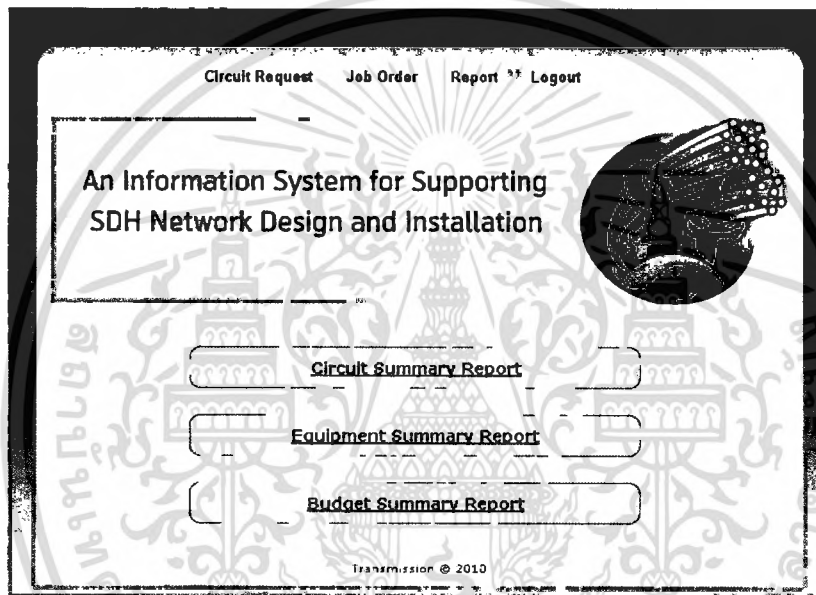 Circuit Request Job Order Report Logout
An Information System for Supporting
SDH Network Design and Installation
Circuit Summary Report
Equipment Summary Report
Budget Summary Report
Transmission © 2010